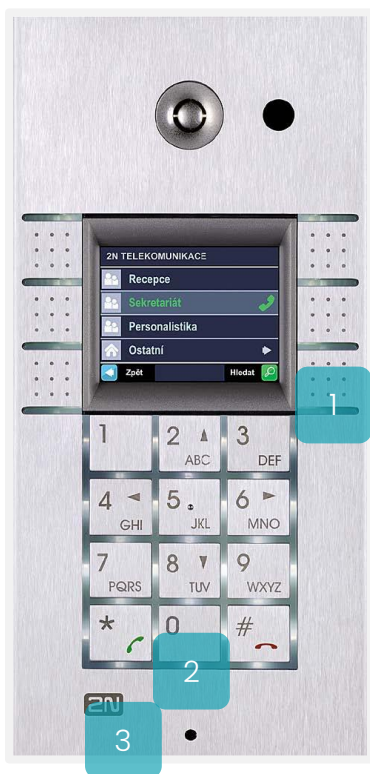 2N TELEKOMUNIKACE
Recepce
Sekretariát
Personalistika
Ostatní
Zpět Hledat
1
1 2 3
ABC DEF
4 5 6
GHI JKL MNO
7 8 9
PQRS TUV WXYZ
* 0 #
2
2N
3